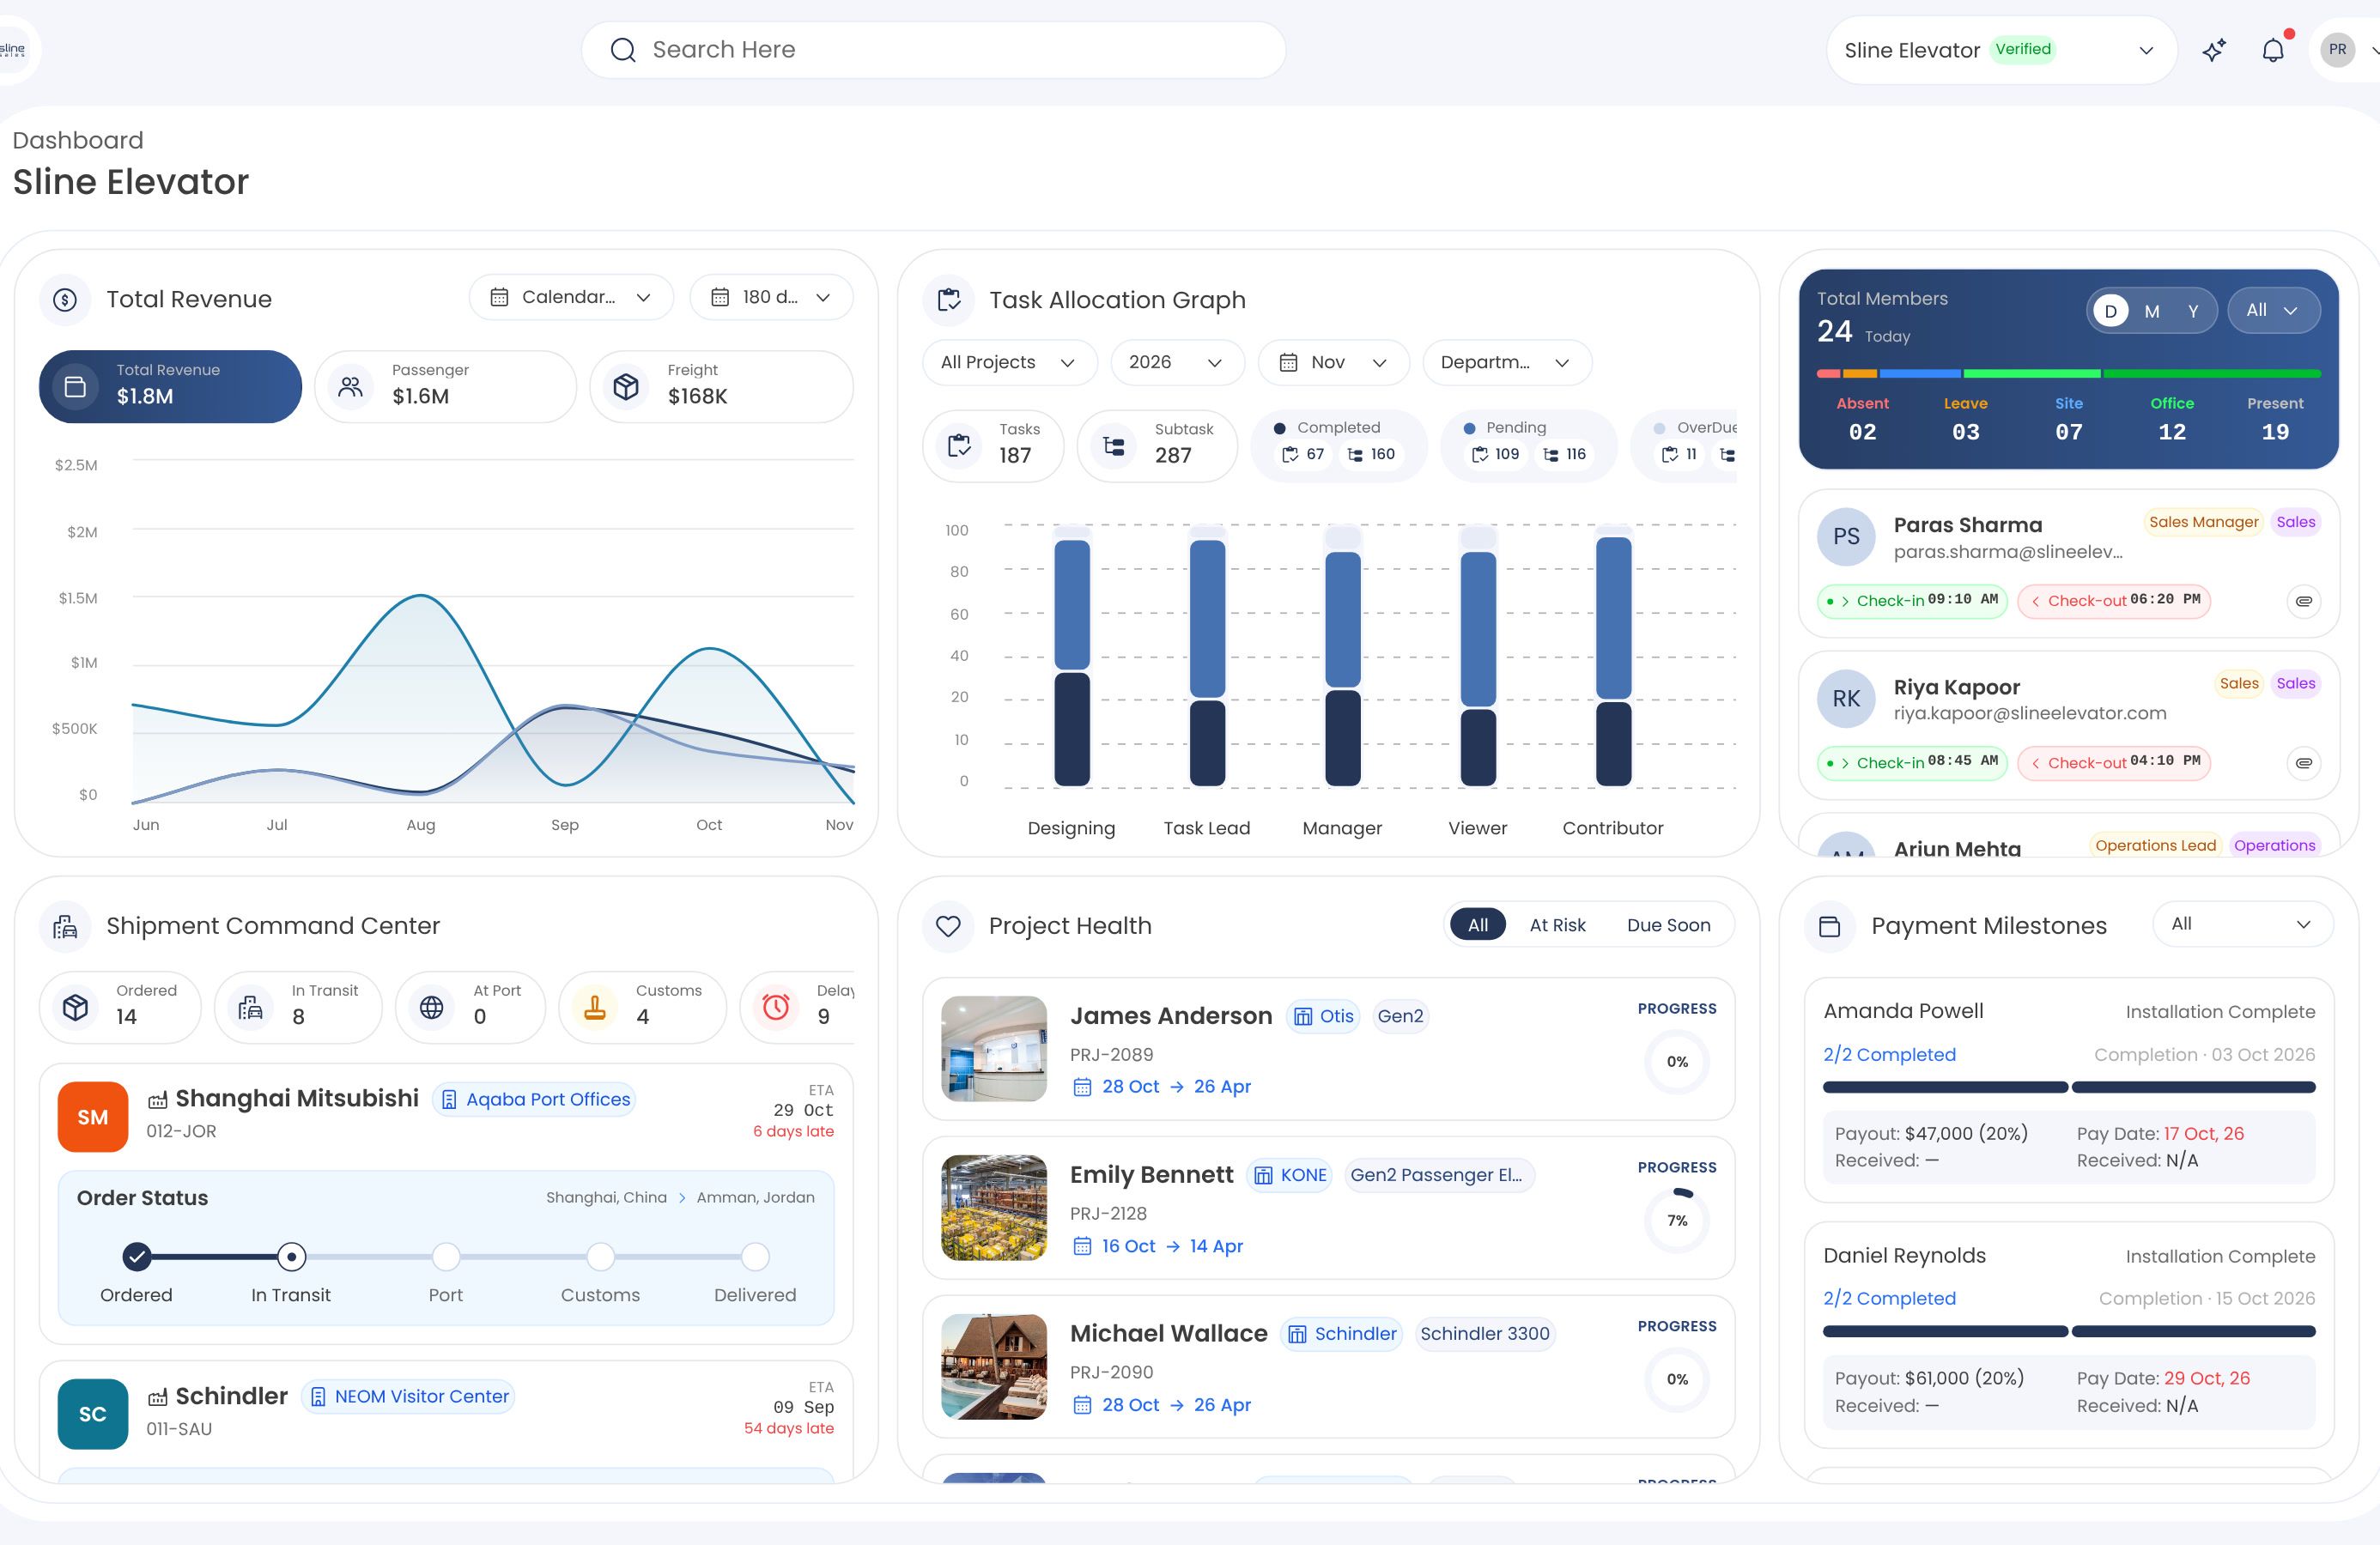 sline
sales
Search Here
Sline Elevator Verified
PR
Dashboard
Sline Elevator
Total Revenue
Calendar...
180 d...
Total Revenue
$1.8M
Passenger
$1.6M
Freight
$168K
$2.5M
$2M
$1.5M
$1M
$500K
$0
Jun Jul Aug Sep Oct Nov
Task Allocation Graph
All Projects
2026
Nov
Departm...
Tasks
187
Subtask
287
Completed
67 160
Pending
109 116
OverDue
11
100
80
60
40
20
10
0
Designing Task Lead Manager Viewer Contributor
Total Members
24 Today
D M Y
All
Absent Leave Site Office Present
02 03 07 12 19
PS
Paras Sharma
Sales Manager Sales
paras.sharma@slineelev...
Check-in 09:10 AM
Check-out 06:20 PM
RK
Riya Kapoor
Sales Sales
riya.kapoor@slineelevator.com
Check-in 08:45 AM
Check-out 04:10 PM
AM
Arjun Mehta
Operations Lead Operations
Shipment Command Center
Ordered
14
In Transit
8
At Port
0
Customs
4
Delay
9
SM
Shanghai Mitsubishi
Aqaba Port Offices
012-JOR
ETA
29 Oct
6 days late
Order Status
Shanghai, China > Amman, Jordan
Ordered In Transit Port Customs Delivered
SC
Schindler
NEOM Visitor Center
011-SAU
ETA
09 Sep
54 days late
Project Health
All At Risk Due Soon
James Anderson Otis Gen2
PRJ-2089
28 Oct → 26 Apr
PROGRESS
0%
Emily Bennett KONE Gen2 Passenger El...
PRJ-2128
16 Oct → 14 Apr
PROGRESS
7%
Michael Wallace Schindler Schindler 3300
PRJ-2090
28 Oct → 26 Apr
PROGRESS
0%
PROGRESS
Payment Milestones
All
Amanda Powell Installation Complete
2/2 Completed Completion · 03 Oct 2026
Payout: $47,000 (20%) Pay Date: 17 Oct, 26
Received: — Received: N/A
Daniel Reynolds Installation Complete
2/2 Completed Completion · 15 Oct 2026
Payout: $61,000 (20%) Pay Date: 29 Oct, 26
Received: — Received: N/A